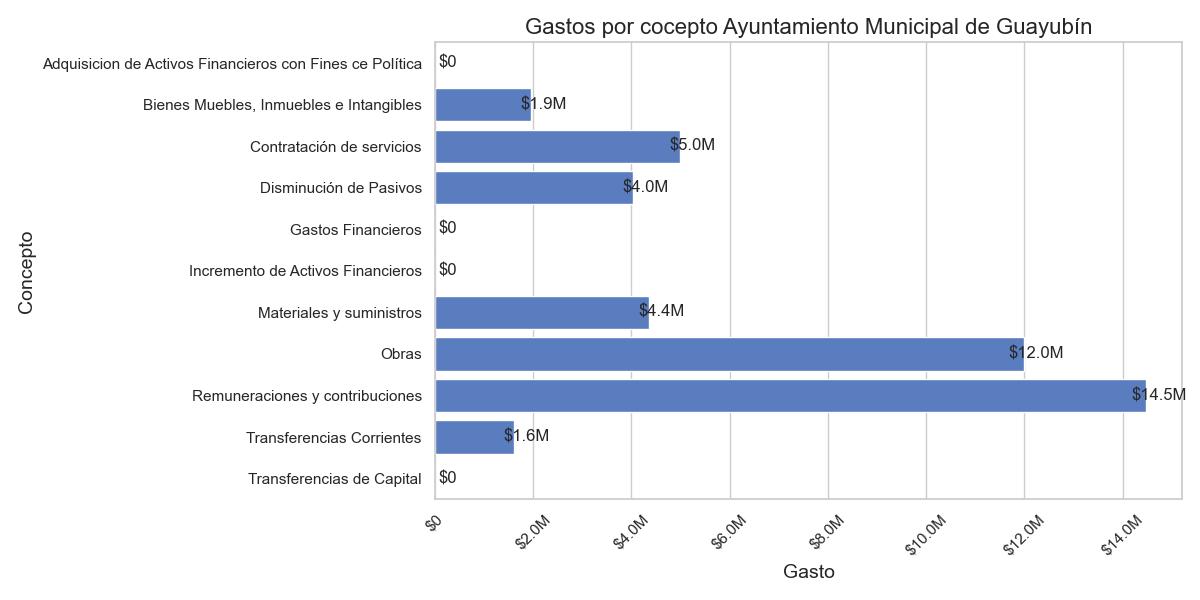 Gastos por cocepto Ayuntamiento Municipal de Guayubín
Concepto
Adquisicion de Activos Financieros con Fines ce Política $0
Bienes Muebles, Inmuebles e Intangibles $1.9M
Contratación de servicios $5.0M
Disminución de Pasivos $4.0M
Gastos Financieros $0
Incremento de Activos Financieros $0
Materiales y suministros $4.4M
Obras $12.0M
Remuneraciones y contribuciones $14.5M
Transferencias Corrientes $1.6M
Transferencias de Capital $0
$0 $2.0M $4.0M $6.0M $8.0M $10.0M $12.0M $14.0M
Gasto